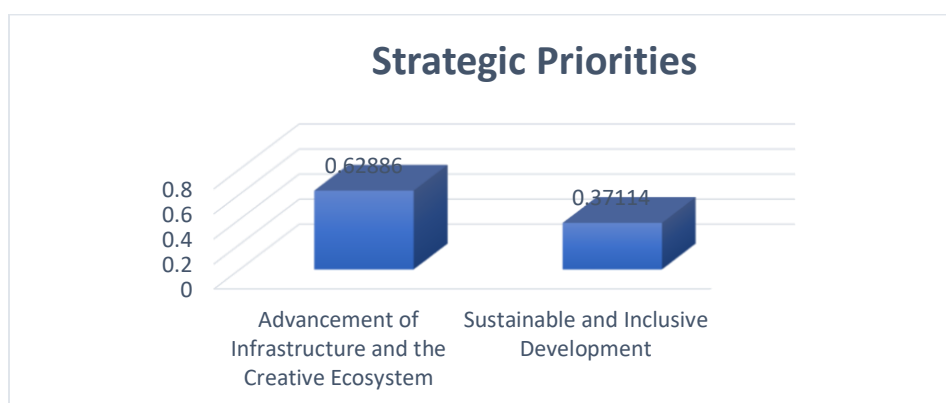 Strategic Priorities
0.62886
0.37114
0.8
0.6
0.4
0.2
0
Advancement of
Infrastructure and the
Creative Ecosystem
Sustainable and Inclusive
Development